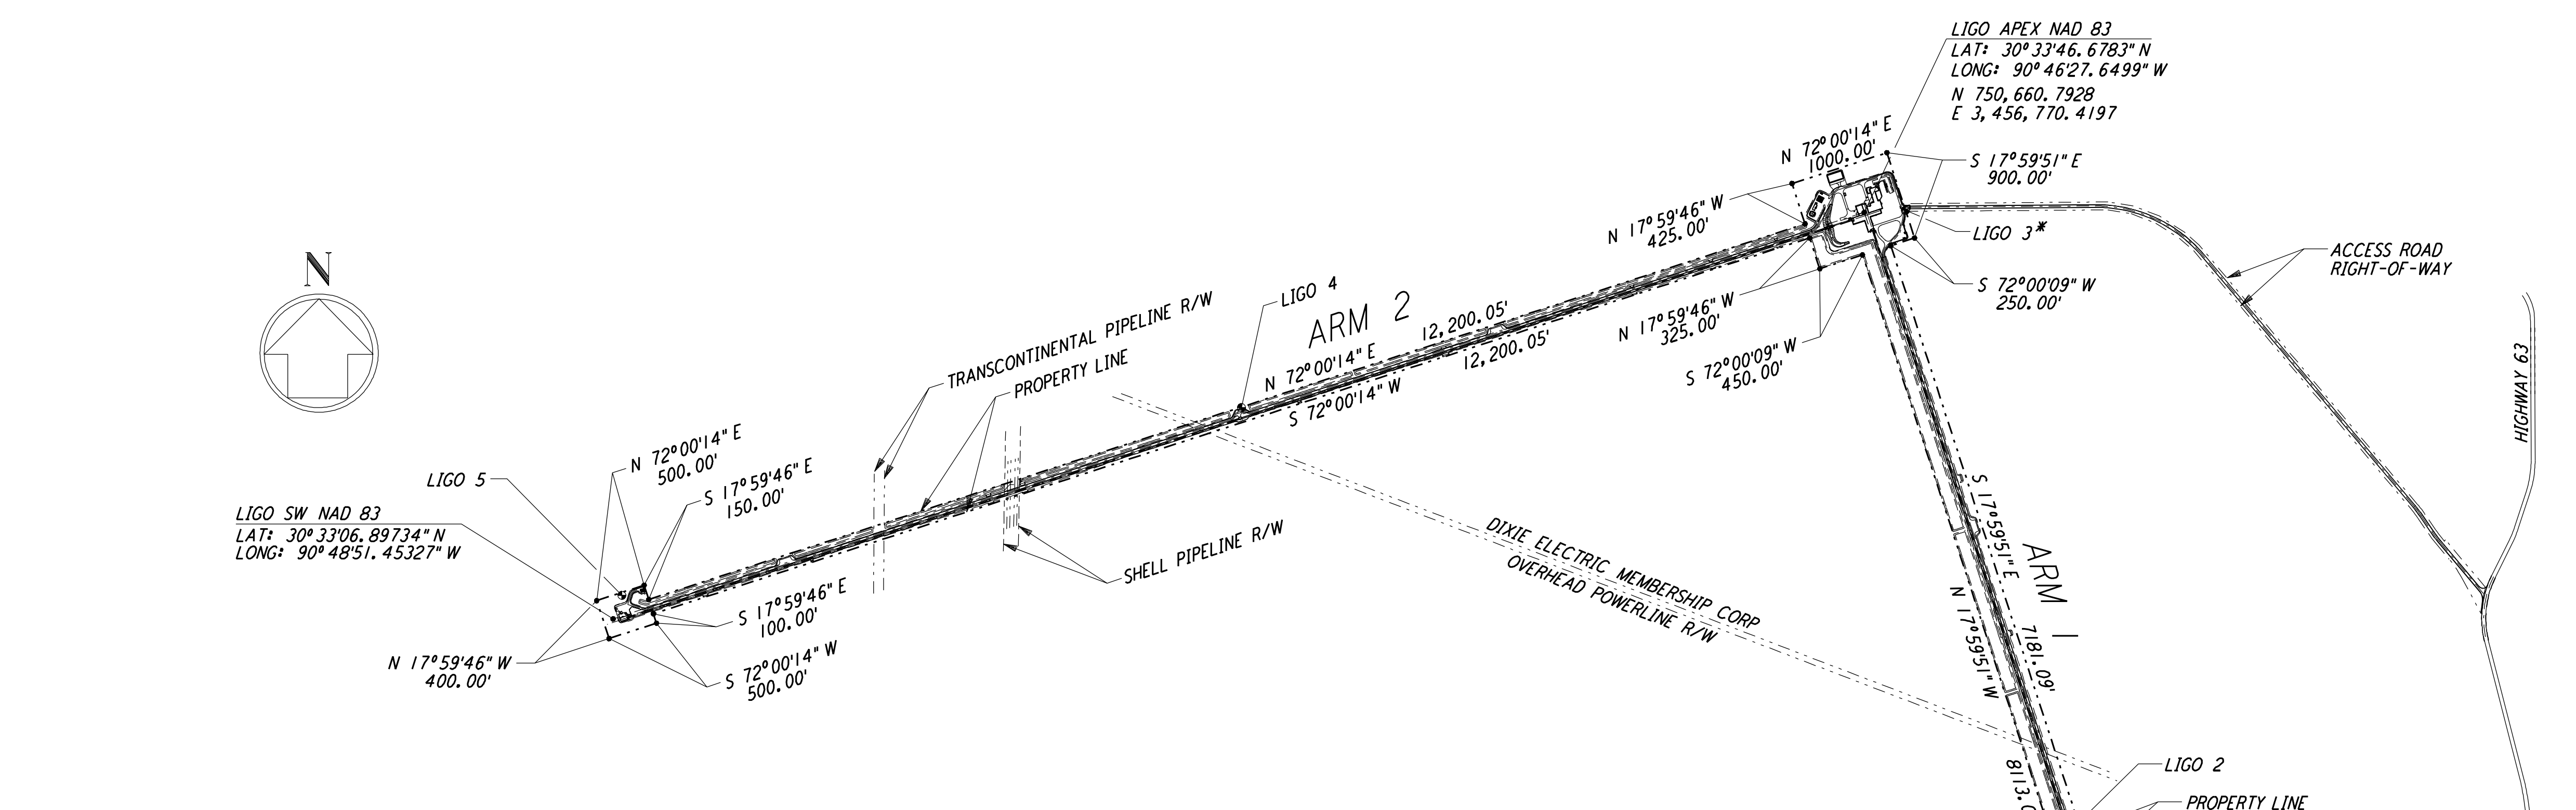 LIGO APEX NAD 83
LAT: 30° 33'46.6783" N
LONG: 90° 46'27.6499" W
N 750,660.7928
E 3,456,770.4197
N 72°00'14" E
1000.00'
S 17°59'51" E
900.00'
N 17°59'46" W
425.00'
LIGO 3*
ACCESS ROAD
RIGHT-OF-WAY
S 72°00'09" W
250.00'
N 17°59'46" W
325.00'
S 72°00'09" W
450.00'
HIGHWAY 63
N
LIGO 4
ARM 2
12,200.05'
12,200.05'
N 72°00'14" E
S 72°00'14" W
TRANSCONTINENTAL PIPELINE R/W
PROPERTY LINE
N 72°00'14" E
500.00'
LIGO 5
S 17°59'46" E
150.00'
LIGO SW NAD 83
LAT: 30° 33'06.89734" N
LONG: 90° 48'51.45327" W
SHELL PIPELINE R/W
DIXIE ELECTRIC MEMBERSHIP CORP
OVERHEAD POWERLINE R/W
S 17°59'46" E
100.00'
N 17°59'46" W
400.00'
S 72°00'14" W
500.00'
S 17°59'51" E
ARM 1
N 17°59'51" W
7181.09'
LIGO 2
PROPERTY LINE